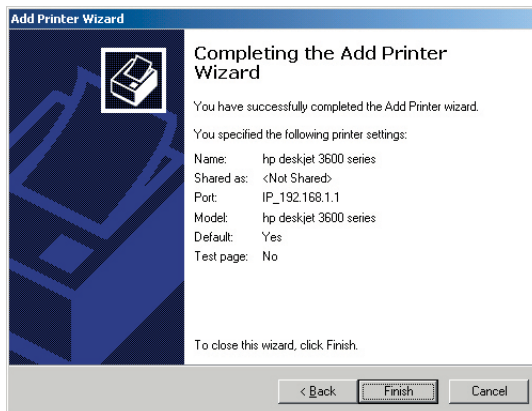 Add Printer Wizard
Completing the Add Printer
Wizard
You have successfully completed the Add Printer wizard.
You specified the following printer settings:
Name: hp deskjet 3600 series
Shared as: <Not Shared>
Port: IP_192.168.1.1
Model: hp deskjet 3600 series
Default: Yes
Test page: No
To close this wizard, click Finish.
< Back Finish Cancel